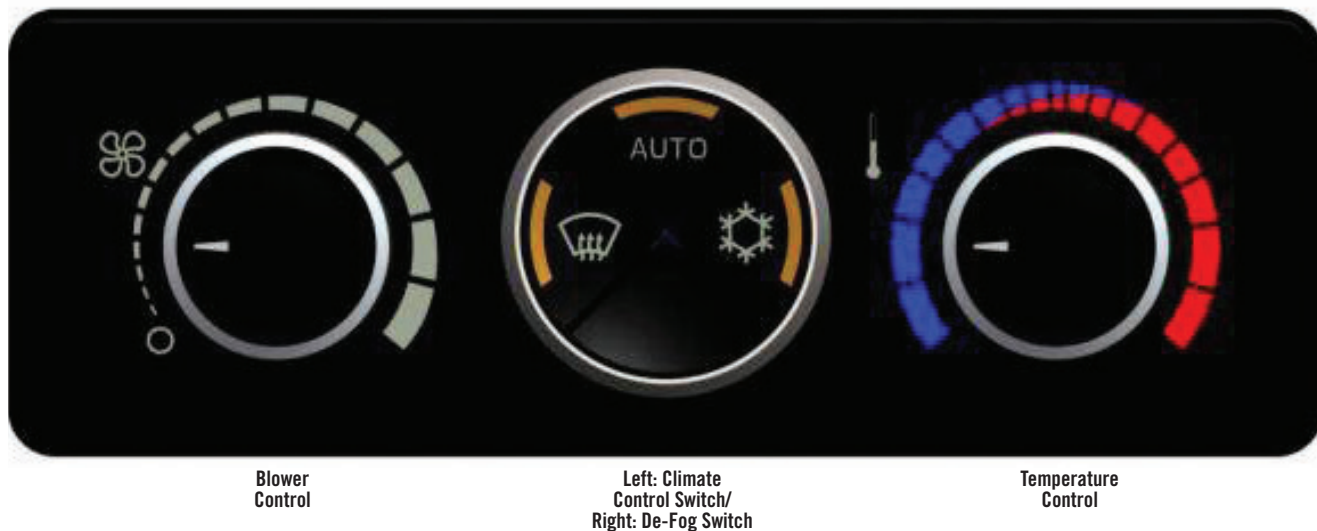 AUTO
Blower
Control
Left: Climate
Control Switch/
Right: De-Fog Switch
Temperature
Control